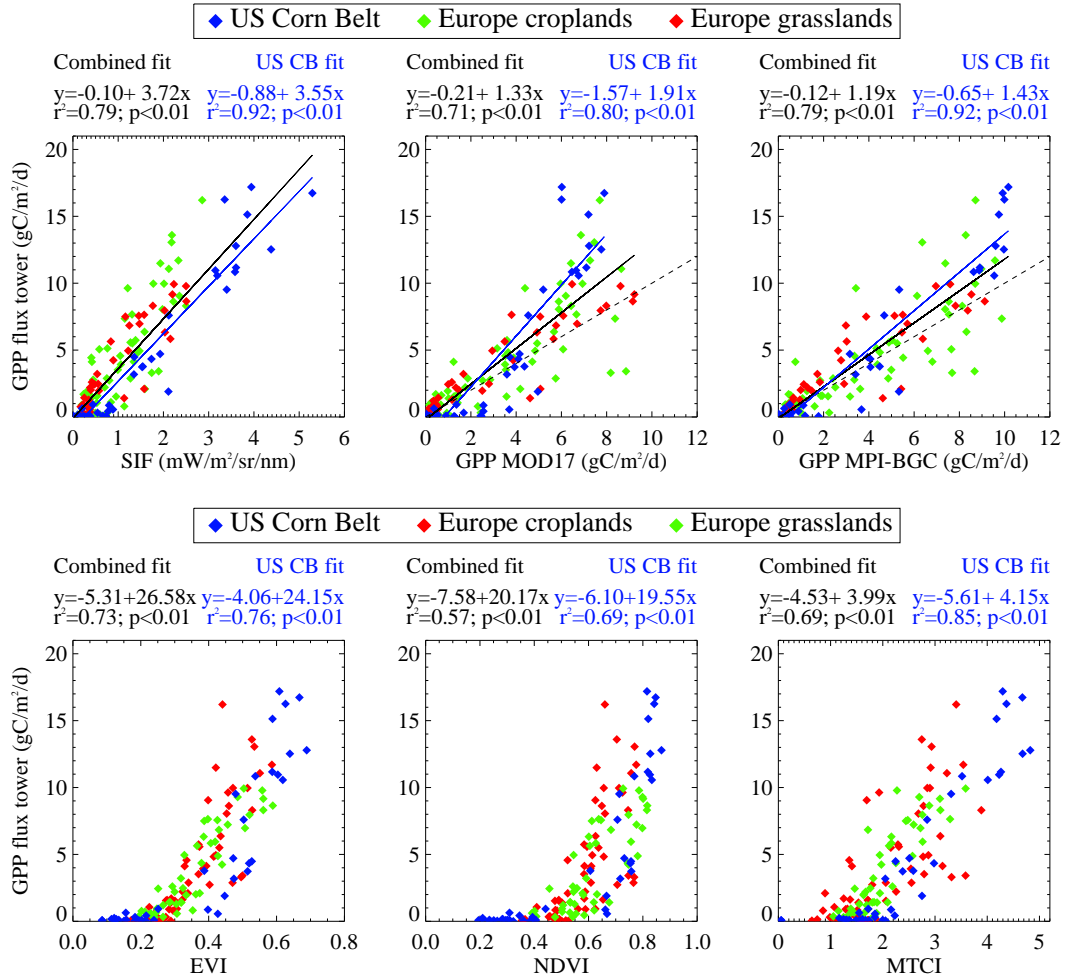 US Corn Belt Europe croplands Europe grasslands
Combined fit US CB fit Combined fit US CB fit Combined fit US CB fit
y=-0.10+ 3.72x y=-0.88+ 3.55x y=-0.21+ 1.33x y=-1.57+ 1.91x y=-0.12+ 1.19x y=-0.65+ 1.43x
r²=0.79; p<0.01 r²=0.92; p<0.01 r²=0.71; p<0.01 r²=0.80; p<0.01 r²=0.79; p<0.01 r²=0.92; p<0.01
GPP flux tower (gC/m²/d)
20 20 20
15 15 15
10 10 10
5 5 5
0 0 0
0 1 2 3 4 5 6 0 2 4 6 8 10 12 0 2 4 6 8 10 12
SIF (mW/m²/sr/nm) GPP MOD17 (gC/m²/d) GPP MPI-BGC (gC/m²/d)
US Corn Belt Europe croplands Europe grasslands
Combined fit US CB fit Combined fit US CB fit Combined fit US CB fit
y=-5.31+26.58x y=-4.06+24.15x y=-7.58+20.17x y=-6.10+19.55x y=-4.53+ 3.99x y=-5.61+ 4.15x
r²=0.73; p<0.01 r²=0.76; p<0.01 r²=0.57; p<0.01 r²=0.69; p<0.01 r²=0.69; p<0.01 r²=0.85; p<0.01
GPP flux tower (gC/m²/d)
20 20 20
15 15 15
10 10 10
5 5 5
0 0 0
0.0 0.2 0.4 0.6 0.8 0.0 0.2 0.4 0.6 0.8 1.0 0 1 2 3 4 5
EVI NDVI MTCI